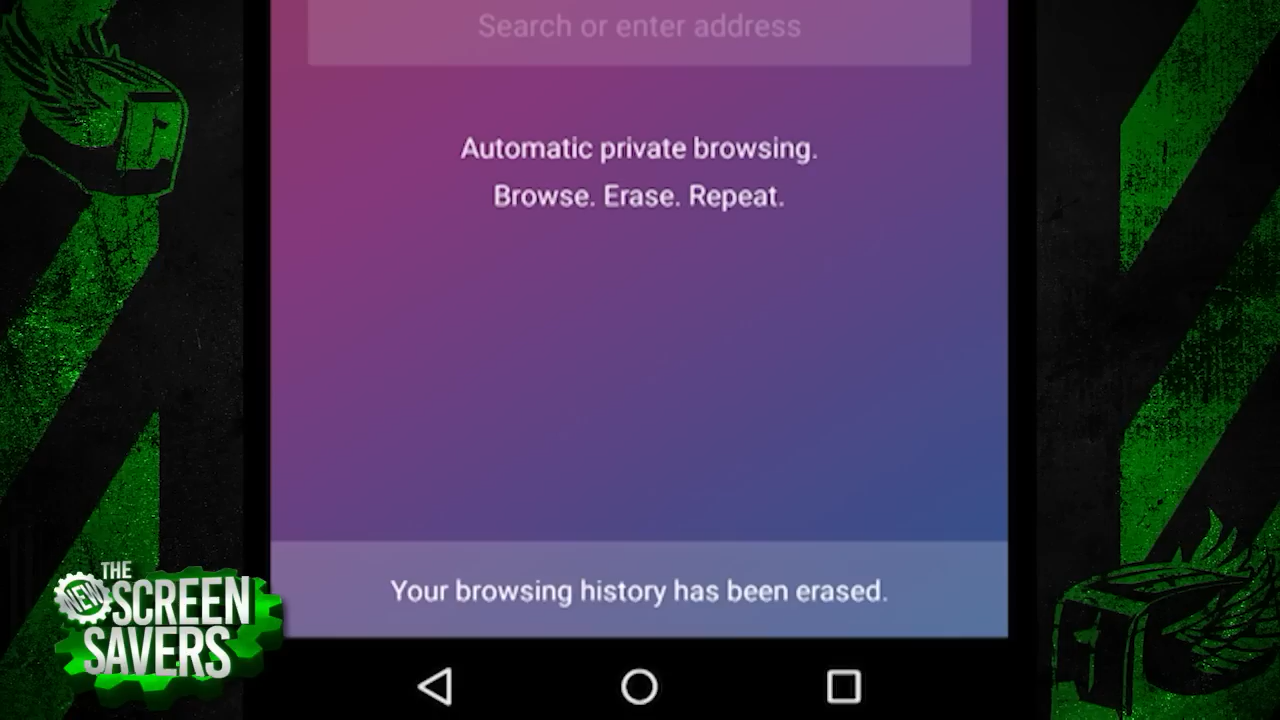 Search or enter address
Automatic private browsing.
Browse. Erase. Repeat.
Your browsing history has been erased.
THE
NEW
SCREEN
SAVERS